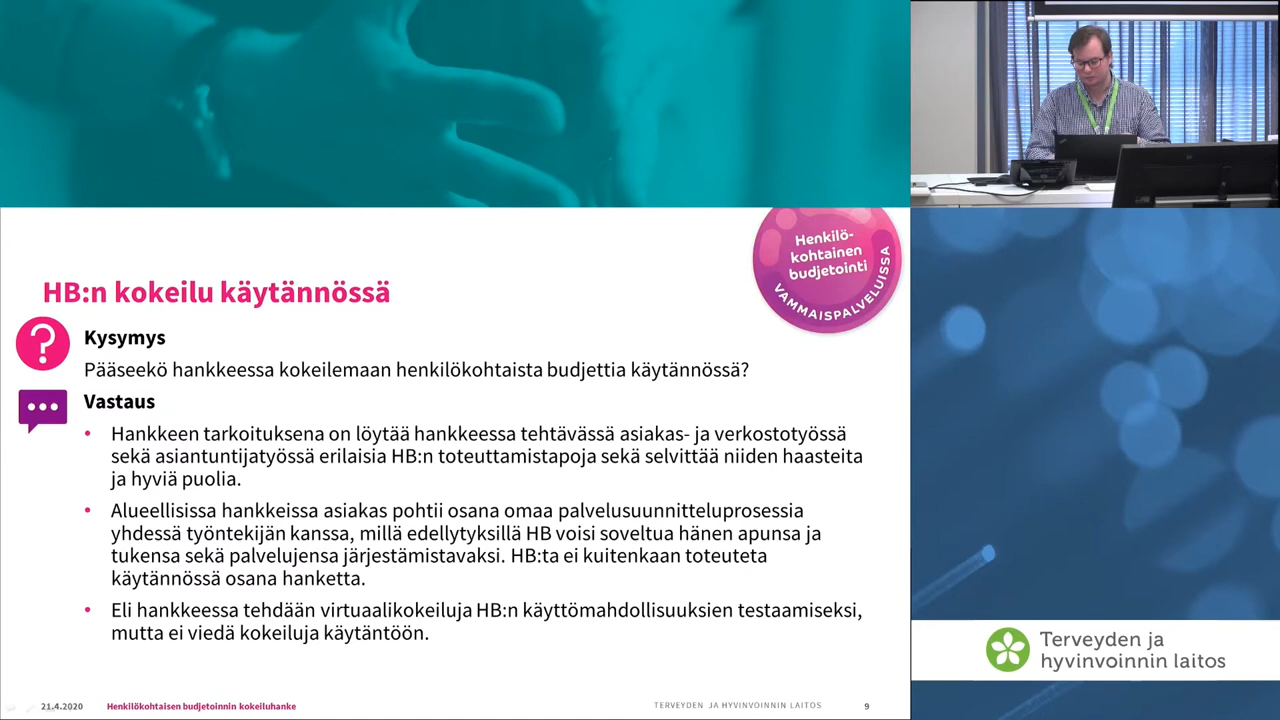 Henkilö-
kohtainen
budjetointi
VAMMAISPALVELUISSA
HB:n kokeilu käytännössä
?
Kysymys
Pääseekö hankkeessa kokeilemaan henkilökohtaista budjettia käytännössä?
Vastaus
• Hankkeen tarkoituksena on löytää hankkeessa tehtävässä asiakas- ja verkostotyössä
sekä asiantuntijatyössä erilaisia HB:n toteuttamistapoja sekä selvittää niiden haasteita
ja hyviä puolia.
• Alueellisissa hankkeissa asiakas pohtii osana omaa palvelusuunnitteluprosessia
yhdessä työntekijän kanssa, millä edellytyksillä HB voisi soveltua hänen apunsa ja
tukensa sekä palvelujensa järjestämistavaksi. HB:ta ei kuitenkaan toteuteta
käytännössä osana hanketta.
• Eli hankkeessa tehdään virtuaalikokeiluja HB:n käyttömahdollisuuksien testaamiseksi,
mutta ei viedä kokeiluja käytäntöön.
21.4.2020 Henkilökohtaisen budjetoinnin kokeiluhanke TERVEYDEN JA HYVINVOINNIN LAITOS 9
Terveyden ja
hyvinvoinnin laitos